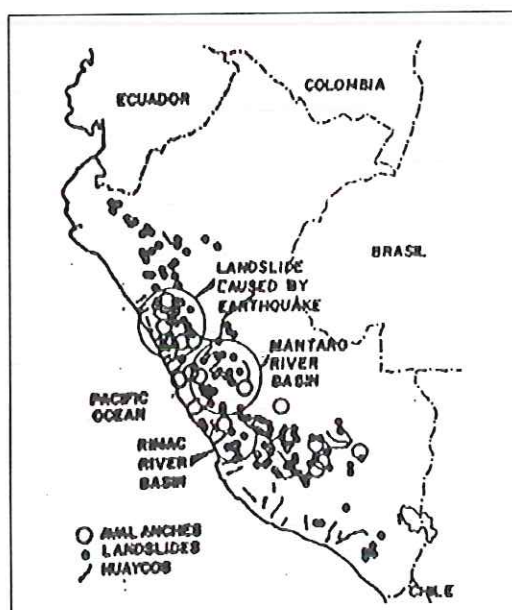 ECUADOR
COLOMBIA
BRASIL
LANDSLIDE
CAUSED BY
EARTHQUAKE
MANTARO
RIVER
BASIN
PACIFIC
OCEAN
RIMAC
RIVER
BASIN
AVALANCHES
LANDSLIDES
HUAYCOS
CHILE